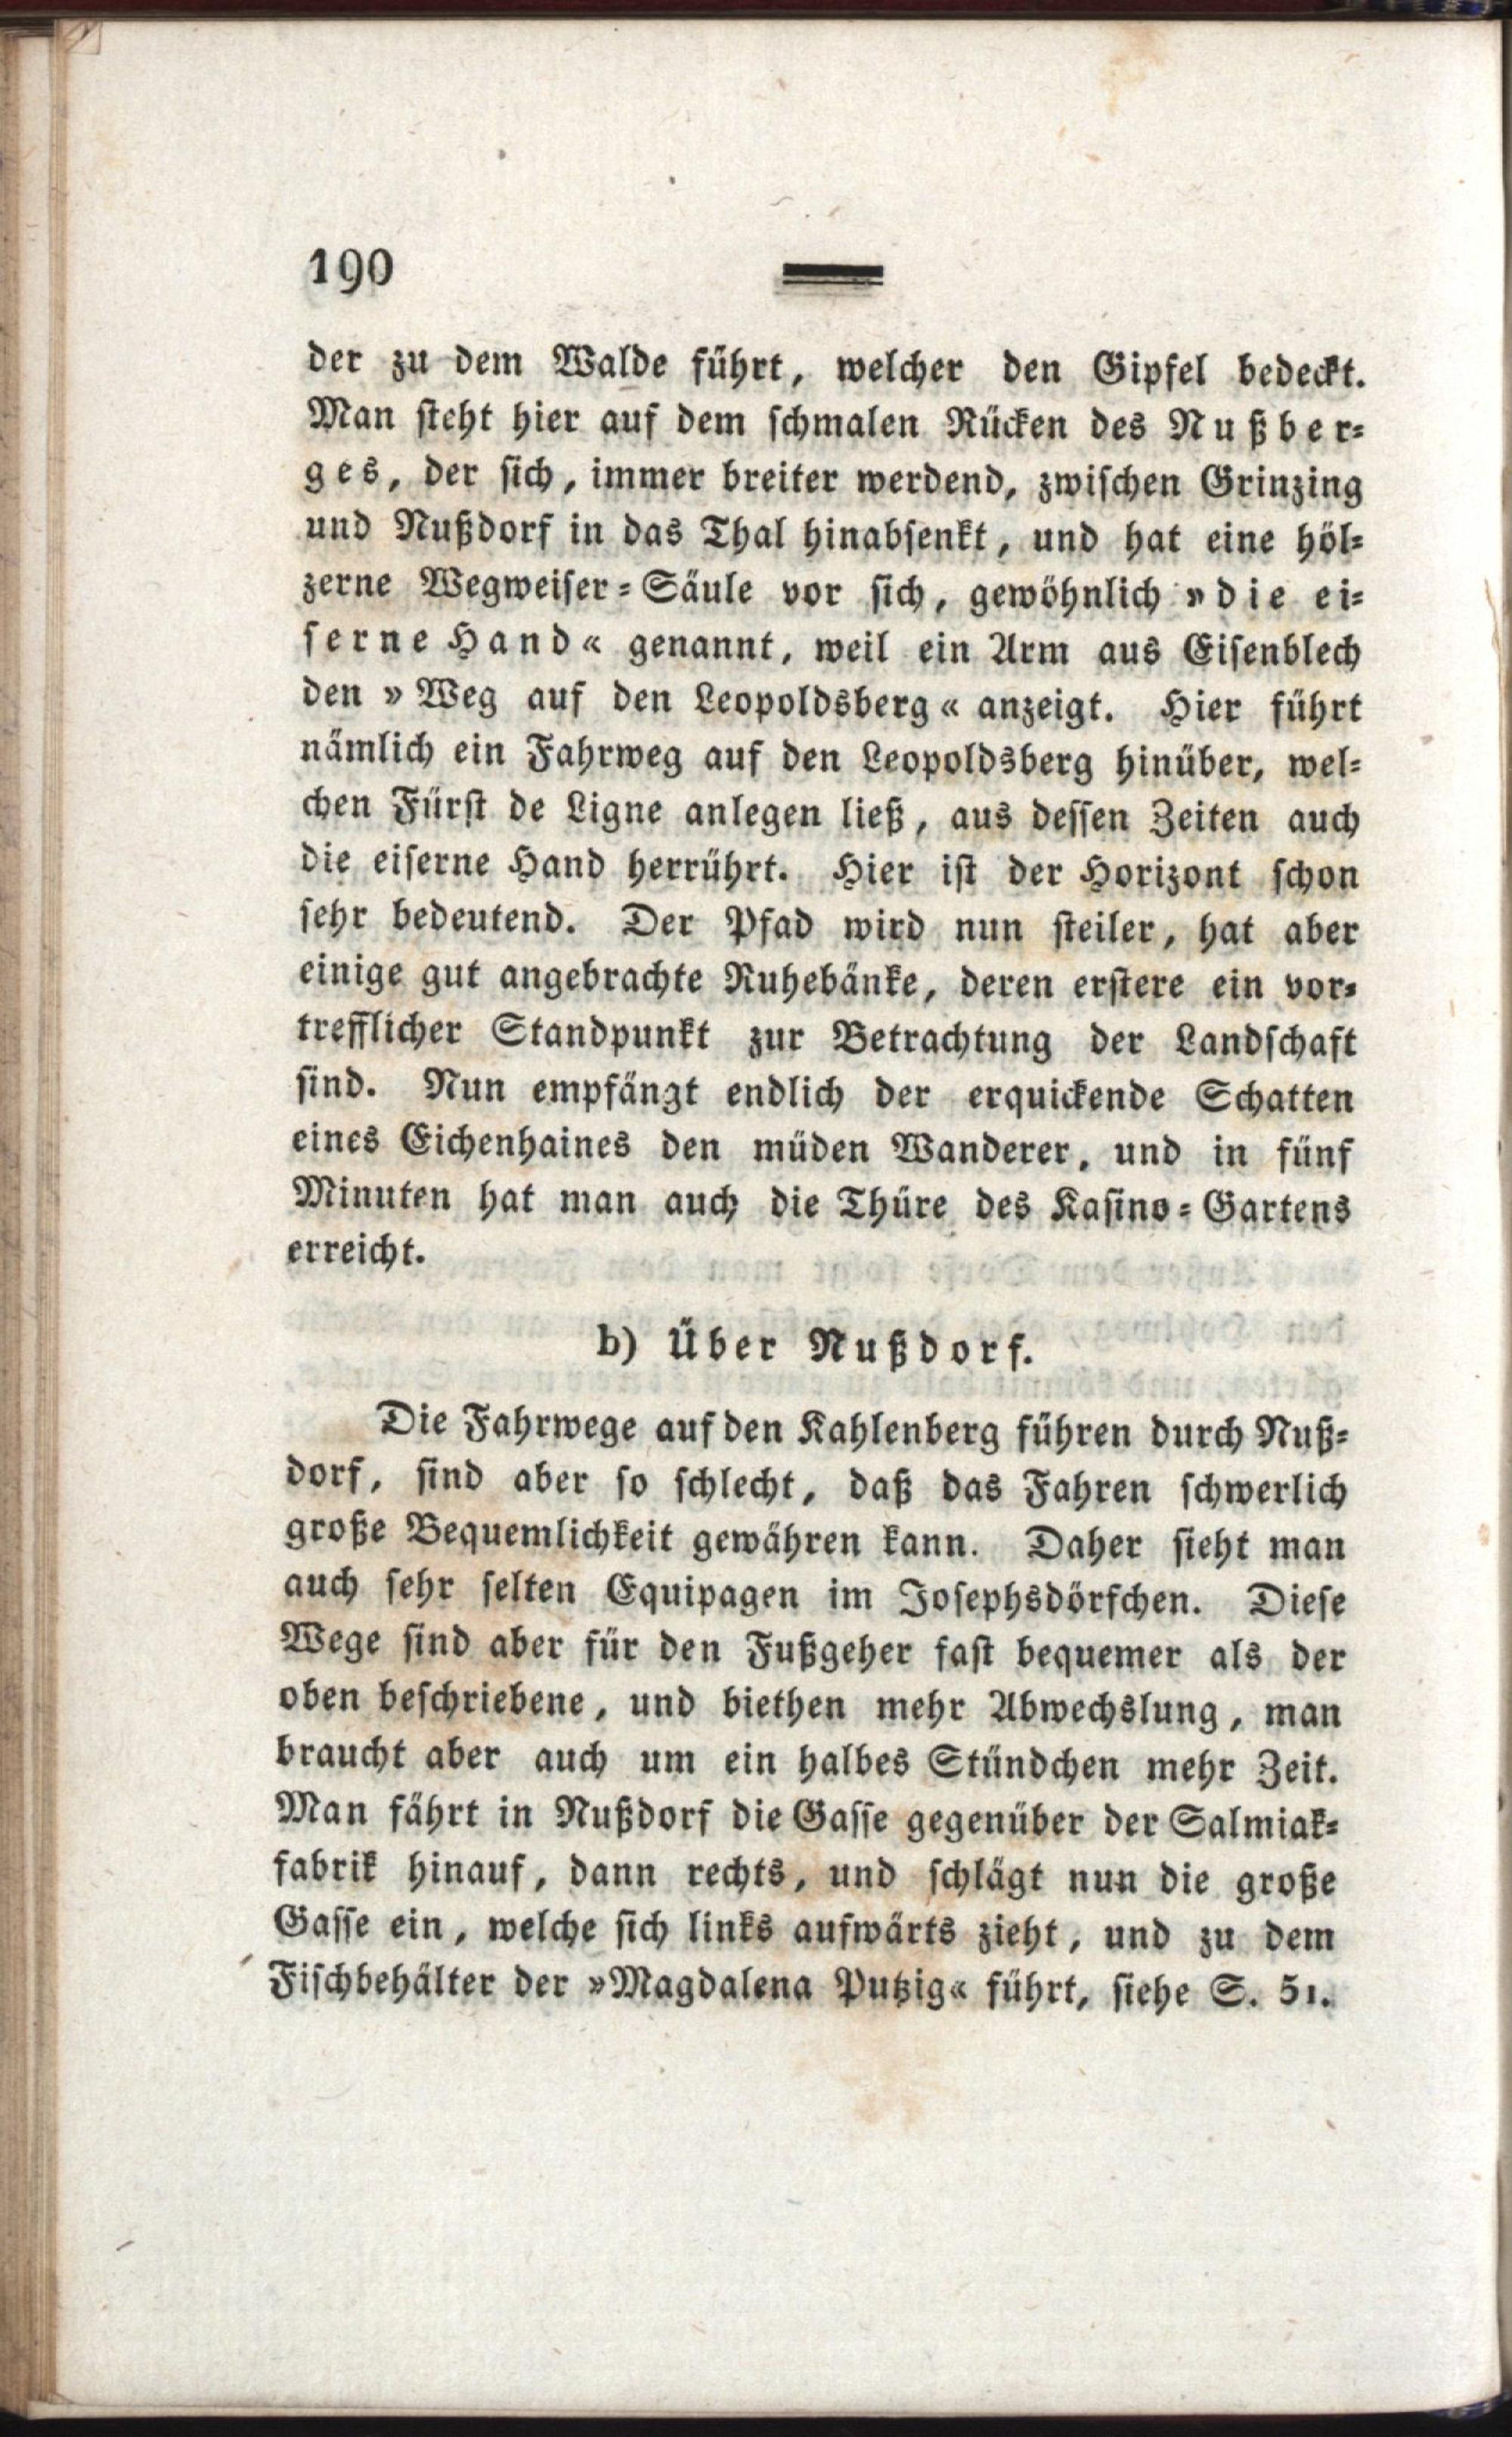 190
der zu dem Walde führt, welcher den Gipfel bedeckt.
Man steht hier auf dem schmalen Rücken des Nußber-
ges, der sich, immer breiter werdend, zwischen Grinzing
und Nußdorf in das Thal hinabsenkt, und hat eine höl-
zerne Wegweiser-Säule vor sich, gewöhnlich »die ei-
serne Hand« genannt, weil ein Arm aus Eisenblech
den »Weg auf den Leopoldsberg« anzeigt. Hier führt
nämlich ein Fahrweg auf den Leopoldsberg hinüber, wel-
chen Fürst de Ligne anlegen ließ, aus dessen Zeiten auch
die eiserne Hand herrührt. Hier ist der Horizont schon
sehr bedeutend. Der Pfad wird nun steiler, hat aber
einige gut angebrachte Ruhebänke, deren erstere ein vor-
trefflicher Standpunkt zur Betrachtung der Landschaft
sind. Nun empfängt endlich der erquickende Schatten
eines Eichenhaines den müden Wanderer, und in fünf
Minuten hat man auch die Thüre des Kasino-Gartens
erreicht.
b) Über Nußdorf.
Die Fahrwege auf den Kahlenberg führen durch Nuß-
dorf, sind aber so schlecht, daß das Fahren schwerlich
große Bequemlichkeit gewähren kann. Daher sieht man
auch sehr selten Equipagen im Josephsdörfchen. Diese
Wege sind aber für den Fußgeher fast bequemer als der
oben beschriebene, und biethen mehr Abwechslung, man
braucht aber auch um ein halbes Stündchen mehr Zeit.
Man fährt in Nußdorf die Gasse gegenüber der Salmiak-
fabrik hinauf, dann rechts, und schlägt nun die große
Gasse ein, welche sich links aufwärts zieht, und zu dem
Fischbehälter der »Magdalena Putzig« führt, siehe S. 51.